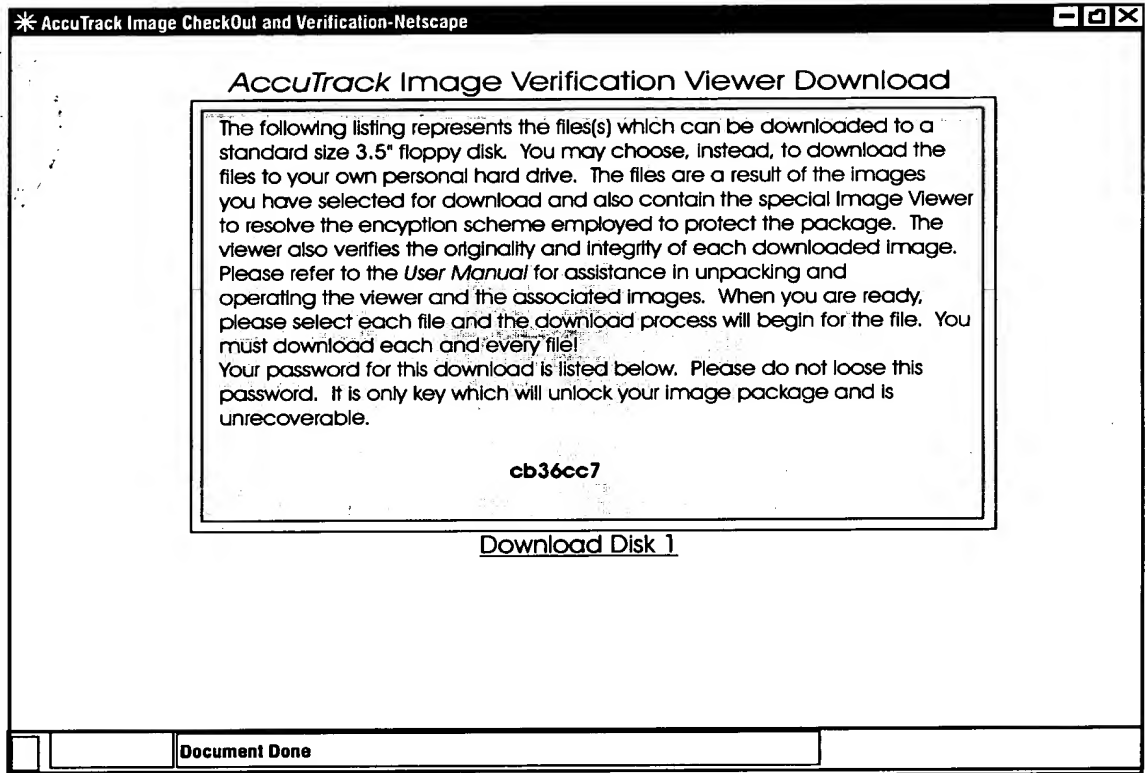 AccuTrack Image CheckOut and Verification-Netscape
AccuTrack Image Verification Viewer Download
The following listing represents the files(s) which can be downloaded to a
standard size 3.5" floppy disk. You may choose, instead, to download the
files to your own personal hard drive. The files are a result of the images
you have selected for download and also contain the special Image Viewer
to resolve the encyption scheme employed to protect the package. The
viewer also verifies the originality and integrity of each downloaded image.
Please refer to the User Manual for assistance in unpacking and
operating the viewer and the associated images. When you are ready,
please select each file and the download process will begin for the file. You
must download each and every file!
Your password for this download is listed below. Please do not loose this
password. It is only key which will unlock your image package and is
unrecoverable.
cb36cc7
Download Disk 1
Document Done